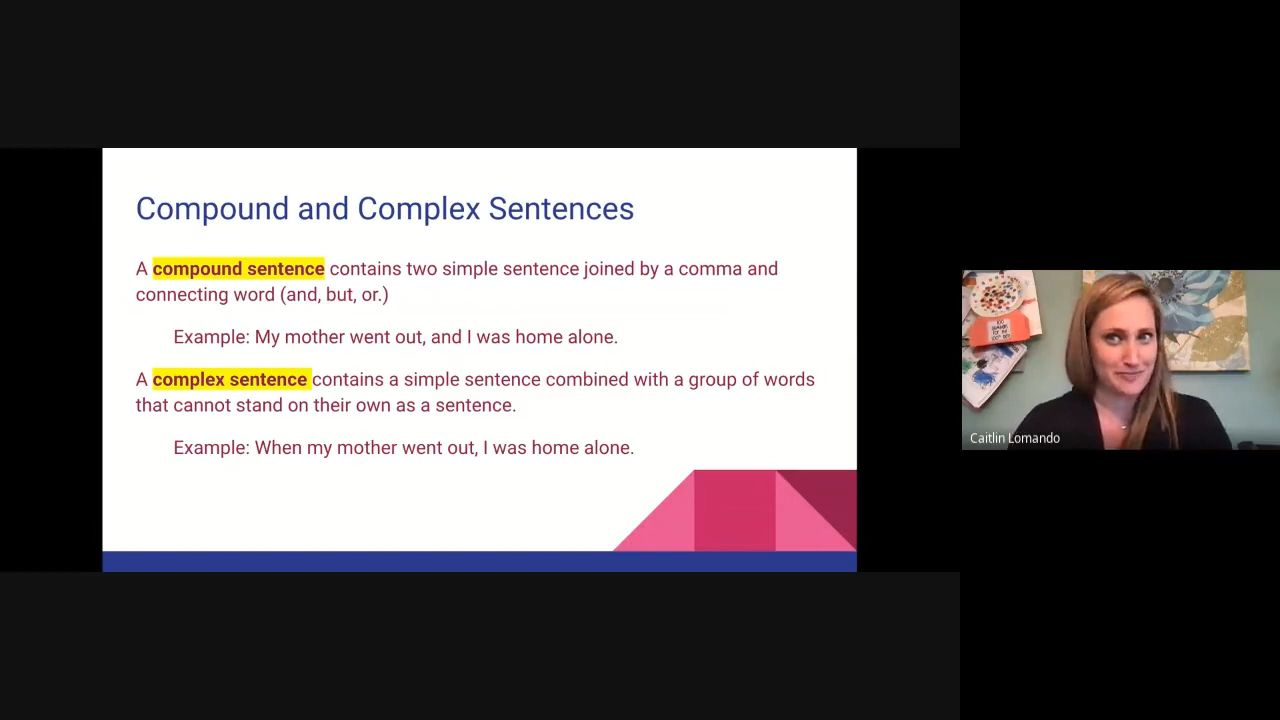 Compound and Complex Sentences
A compound sentence contains two simple sentence joined by a comma and
connecting word (and, but, or.)
Example: My mother went out, and I was home alone.
A complex sentence contains a simple sentence combined with a group of words
that cannot stand on their own as a sentence.
Example: When my mother went out, I was home alone.
Caitlin Lomando